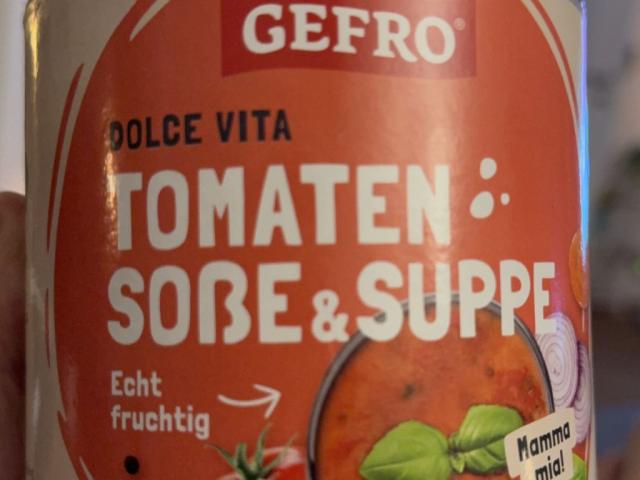 GEFRO®
DOLCE VITA
TOMATEN
SOßE & SUPPE
Echt
fruchtig
Mamma
mia!